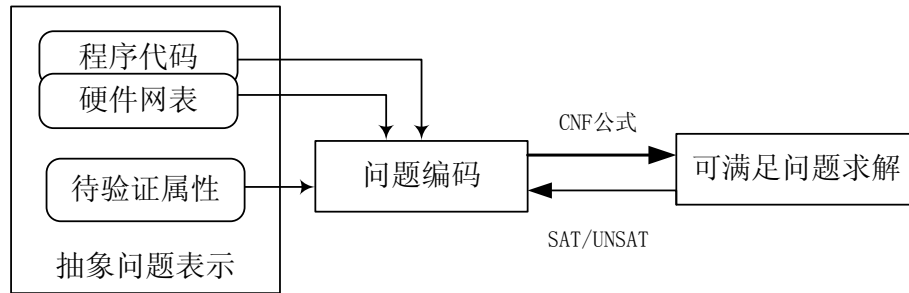 程序代码
硬件网表
待验证属性
抽象问题表示
问题编码
CNF公式
SAT/UNSAT
可满足问题求解